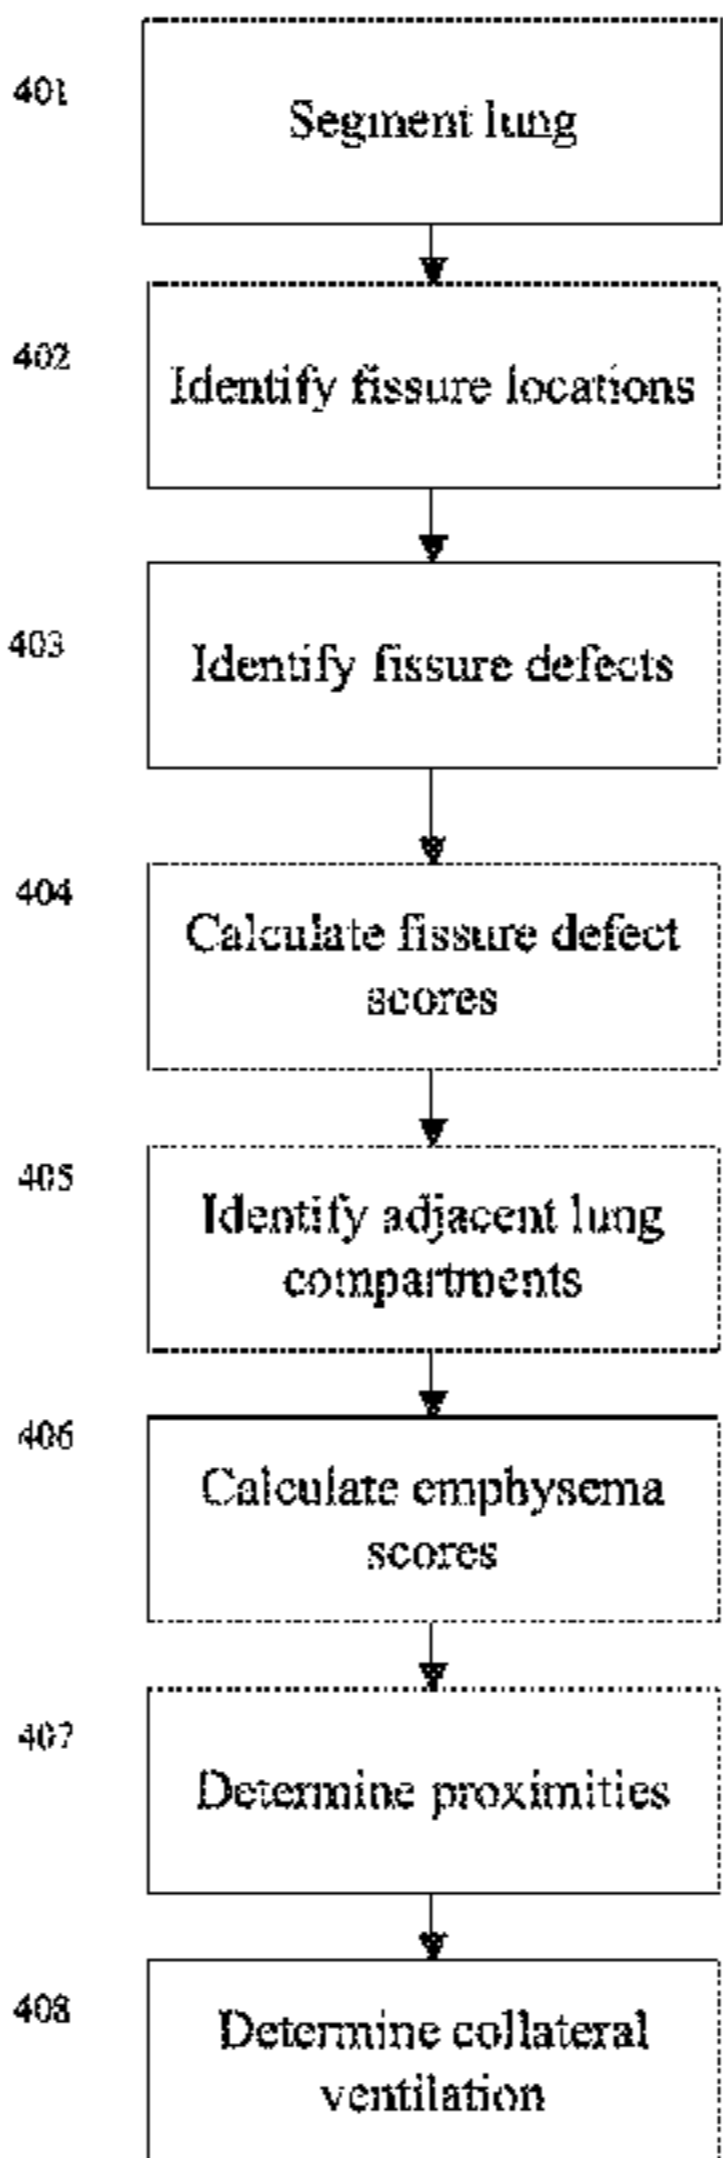 401
Segment lung
402
Identify fissure locations
403
Identify fissure defects
404
Calculate fissure defect
scores
405
Identify adjacent lung
compartments
406
Calculate emphysema
scores
407
Determine proximities
408
Determine collateral
ventilation